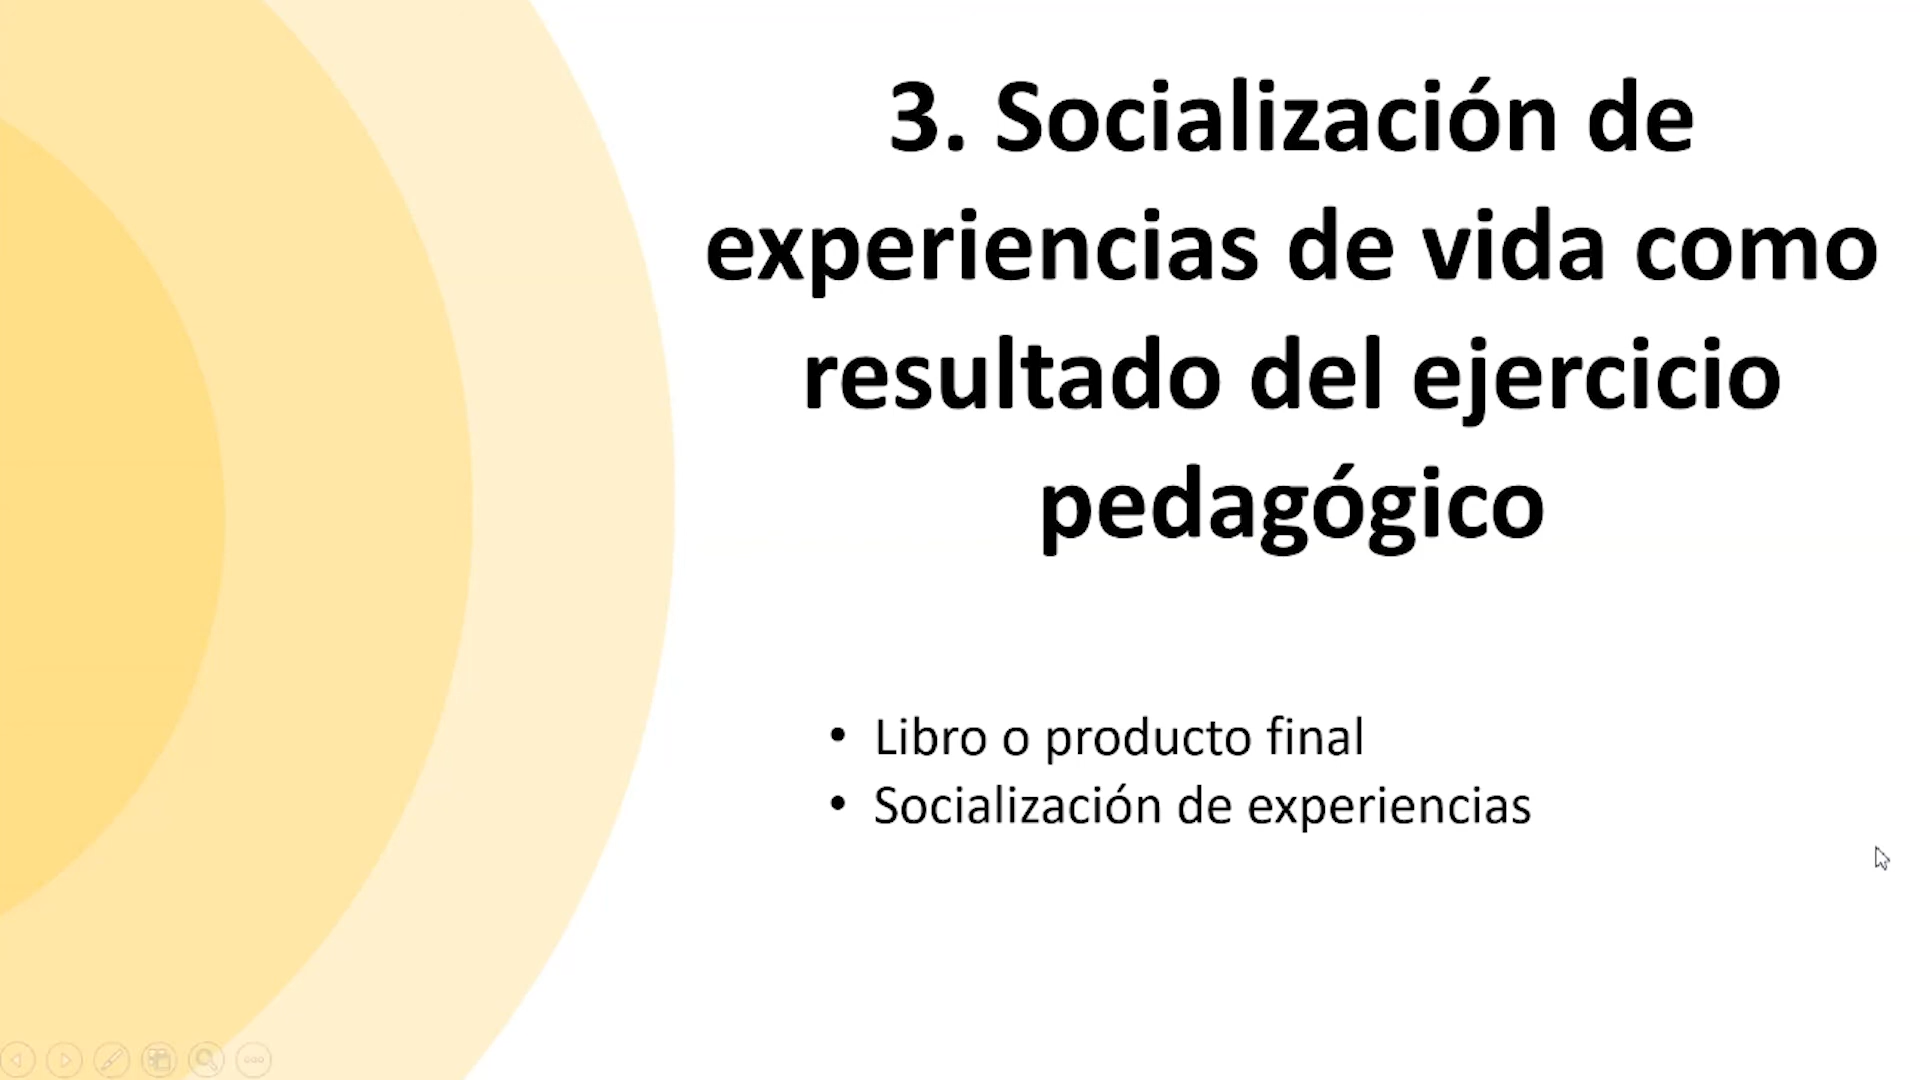 3. Socialización de
experiencias de vida como
resultado del ejercicio
pedagógico
• Libro o producto final
• Socialización de experiencias